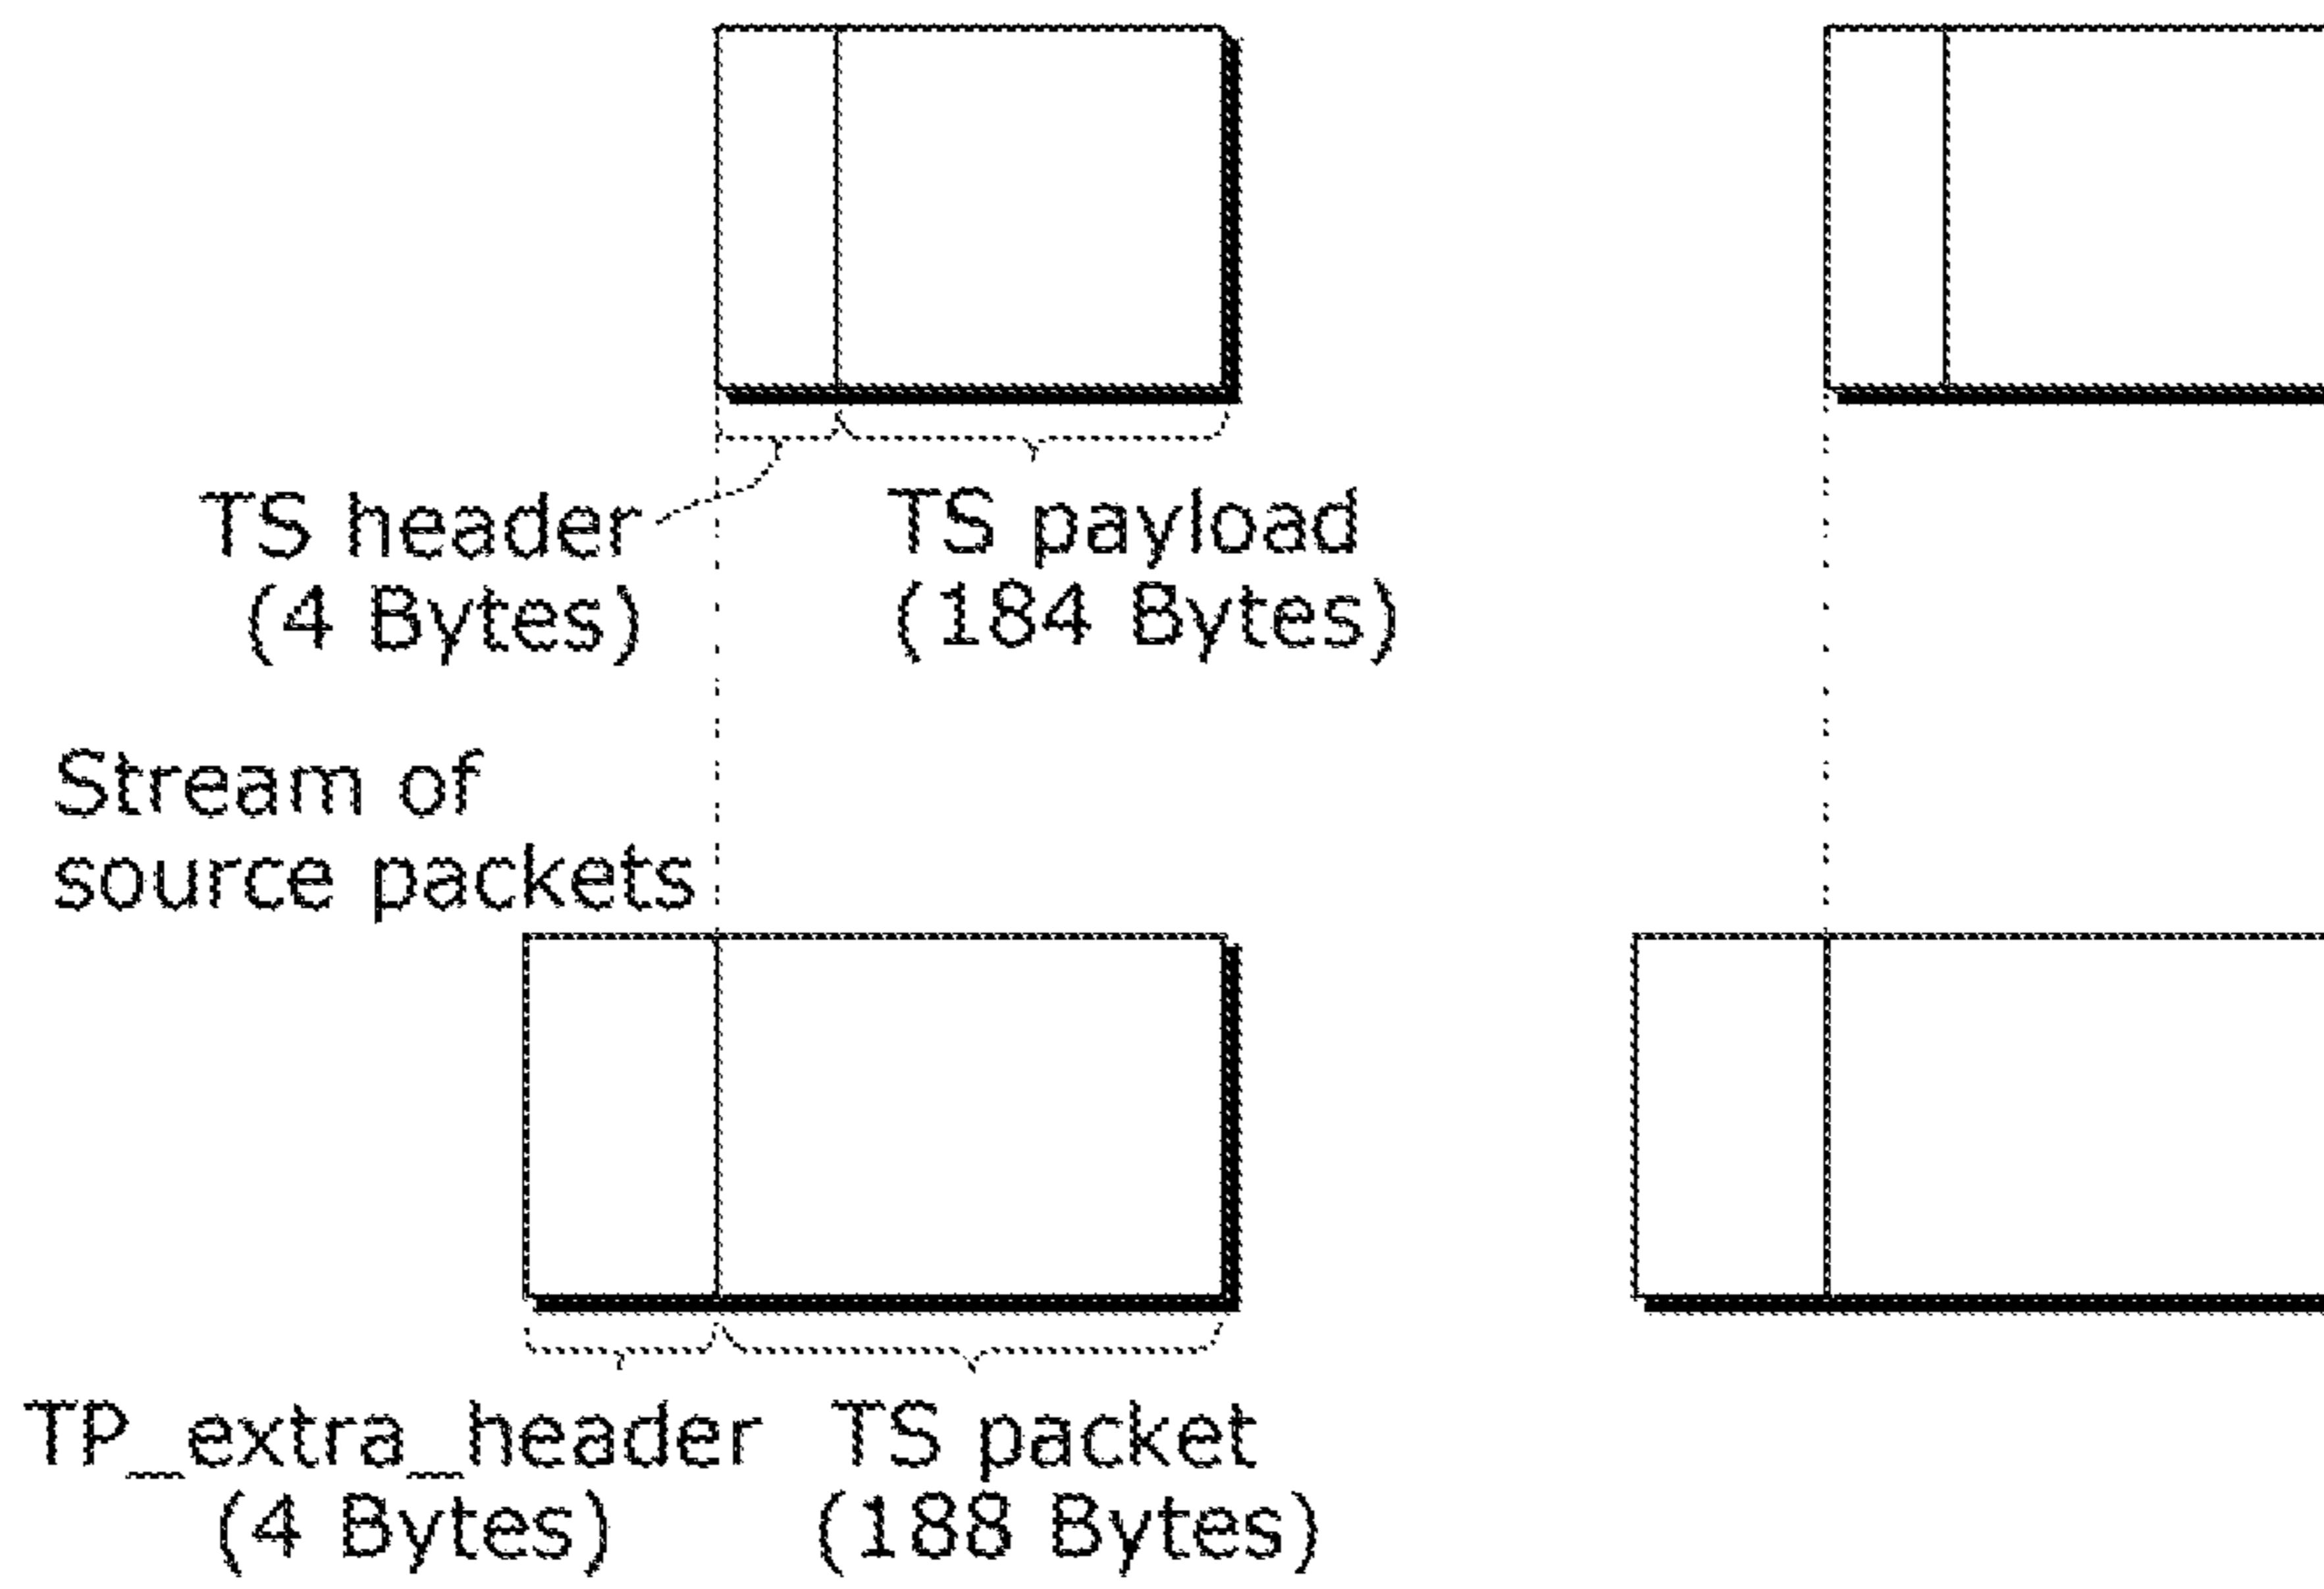 TS header
(4 Bytes)
TS payload
(184 Bytes)
Stream of
source packets
TP_extra_header
(4 Bytes)
TS packet
(188 Bytes)